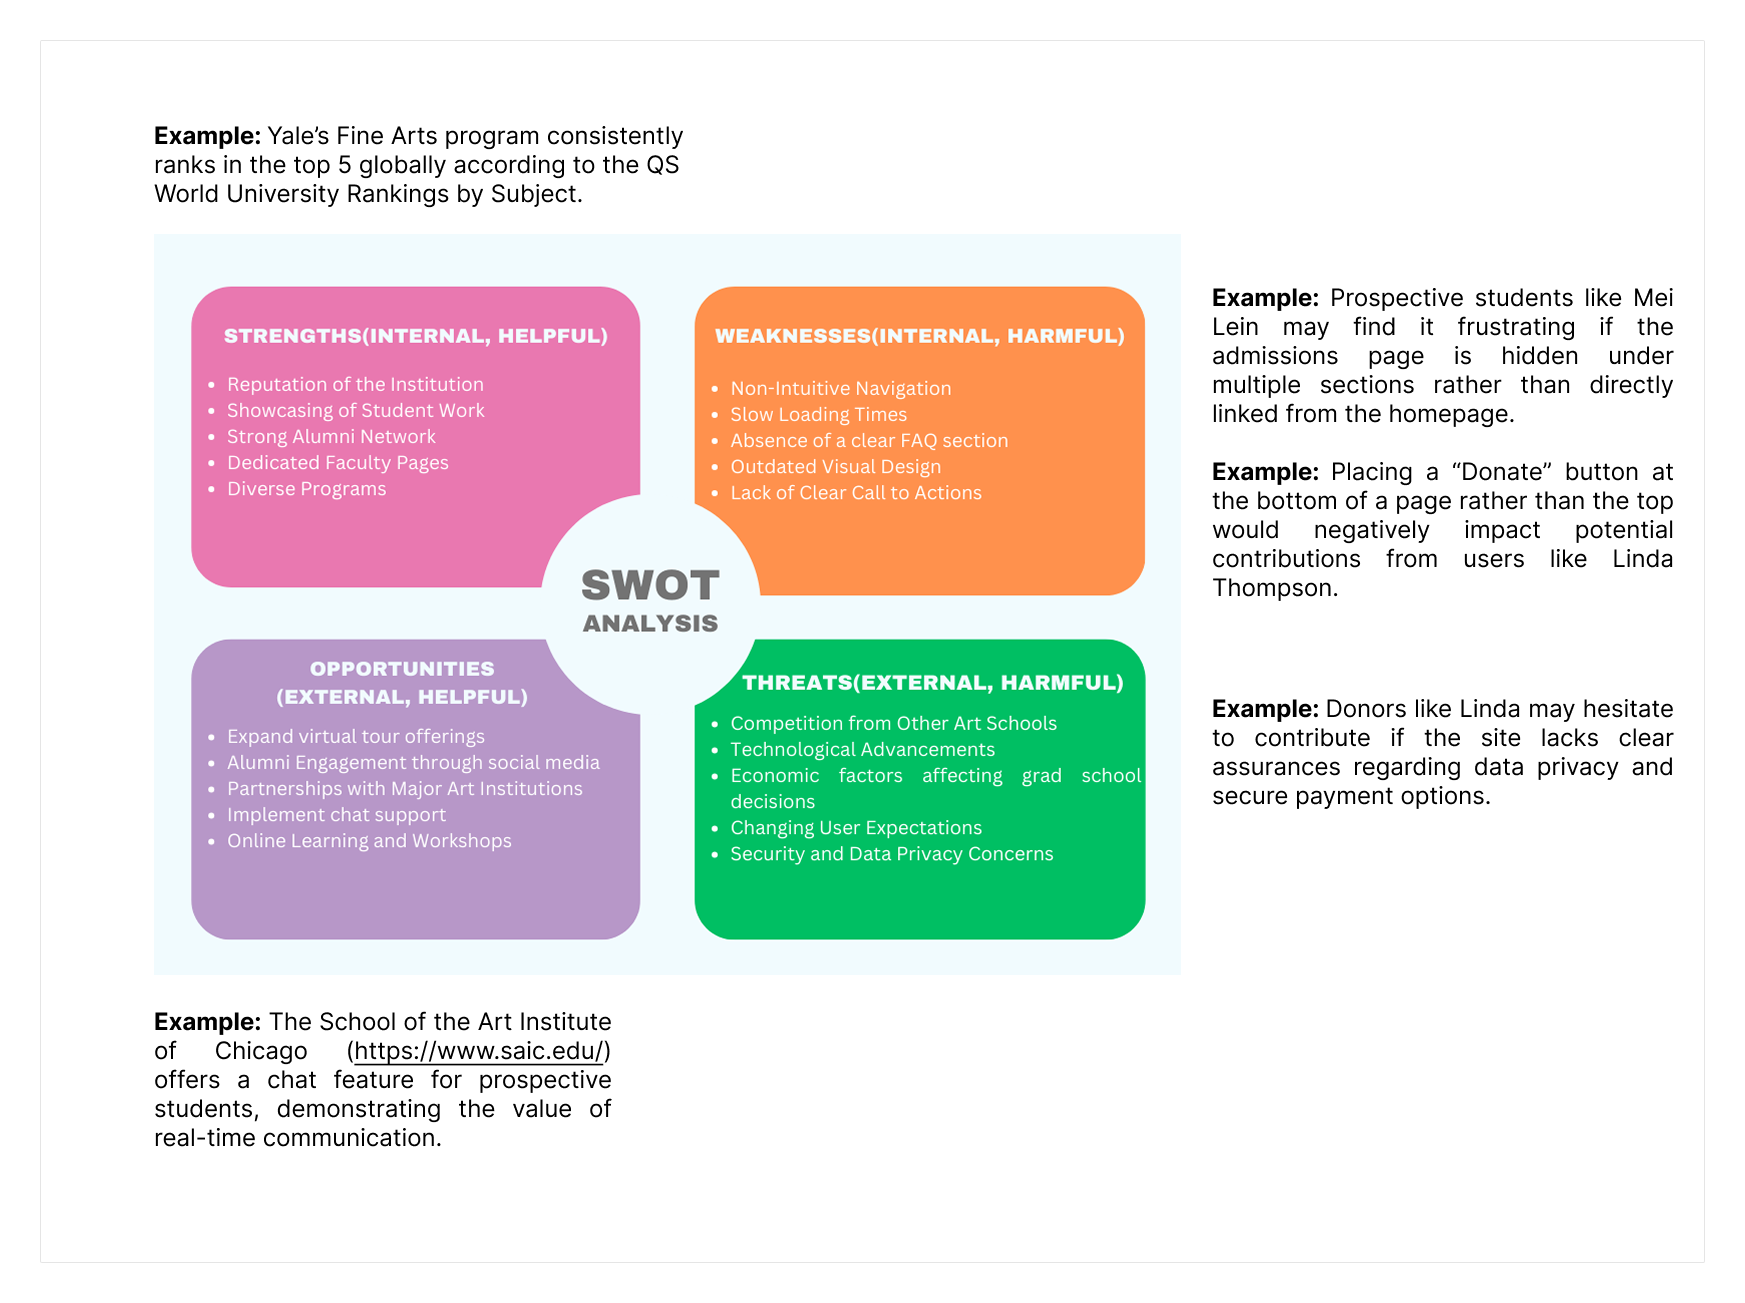 Example: Yale’s Fine Arts program consistently
ranks in the top 5 globally according to the QS
World University Rankings by Subject.
STRENGTHS(INTERNAL, HELPFUL)
• Reputation of the Institution
• Showcasing of Student Work
• Strong Alumni Network
• Dedicated Faculty Pages
• Diverse Programs
WEAKNESSES(INTERNAL, HARMFUL)
• Non-Intuitive Navigation
• Slow Loading Times
• Absence of a clear FAQ section
• Outdated Visual Design
• Lack of Clear Call to Actions
SWOT
ANALYSIS
OPPORTUNITIES
(EXTERNAL, HELPFUL)
• Expand virtual tour offerings
• Alumni Engagement through social media
• Partnerships with Major Art Institutions
• Implement chat support
• Online Learning and Workshops
THREATS(EXTERNAL, HARMFUL)
• Competition from Other Art Schools
• Technological Advancements
• Economic factors affecting grad school
decisions
• Changing User Expectations
• Security and Data Privacy Concerns
Example: Prospective students like Mei
Lein may find it frustrating if the
admissions page is hidden under
multiple sections rather than directly
linked from the homepage.
Example: Placing a “Donate” button at
the bottom of a page rather than the top
would negatively impact potential
contributions from users like Linda
Thompson.
Example: Donors like Linda may hesitate
to contribute if the site lacks clear
assurances regarding data privacy and
secure payment options.
Example: The School of the Art Institute
of Chicago (https://www.saic.edu/)
offers a chat feature for prospective
students, demonstrating the value of
real-time communication.